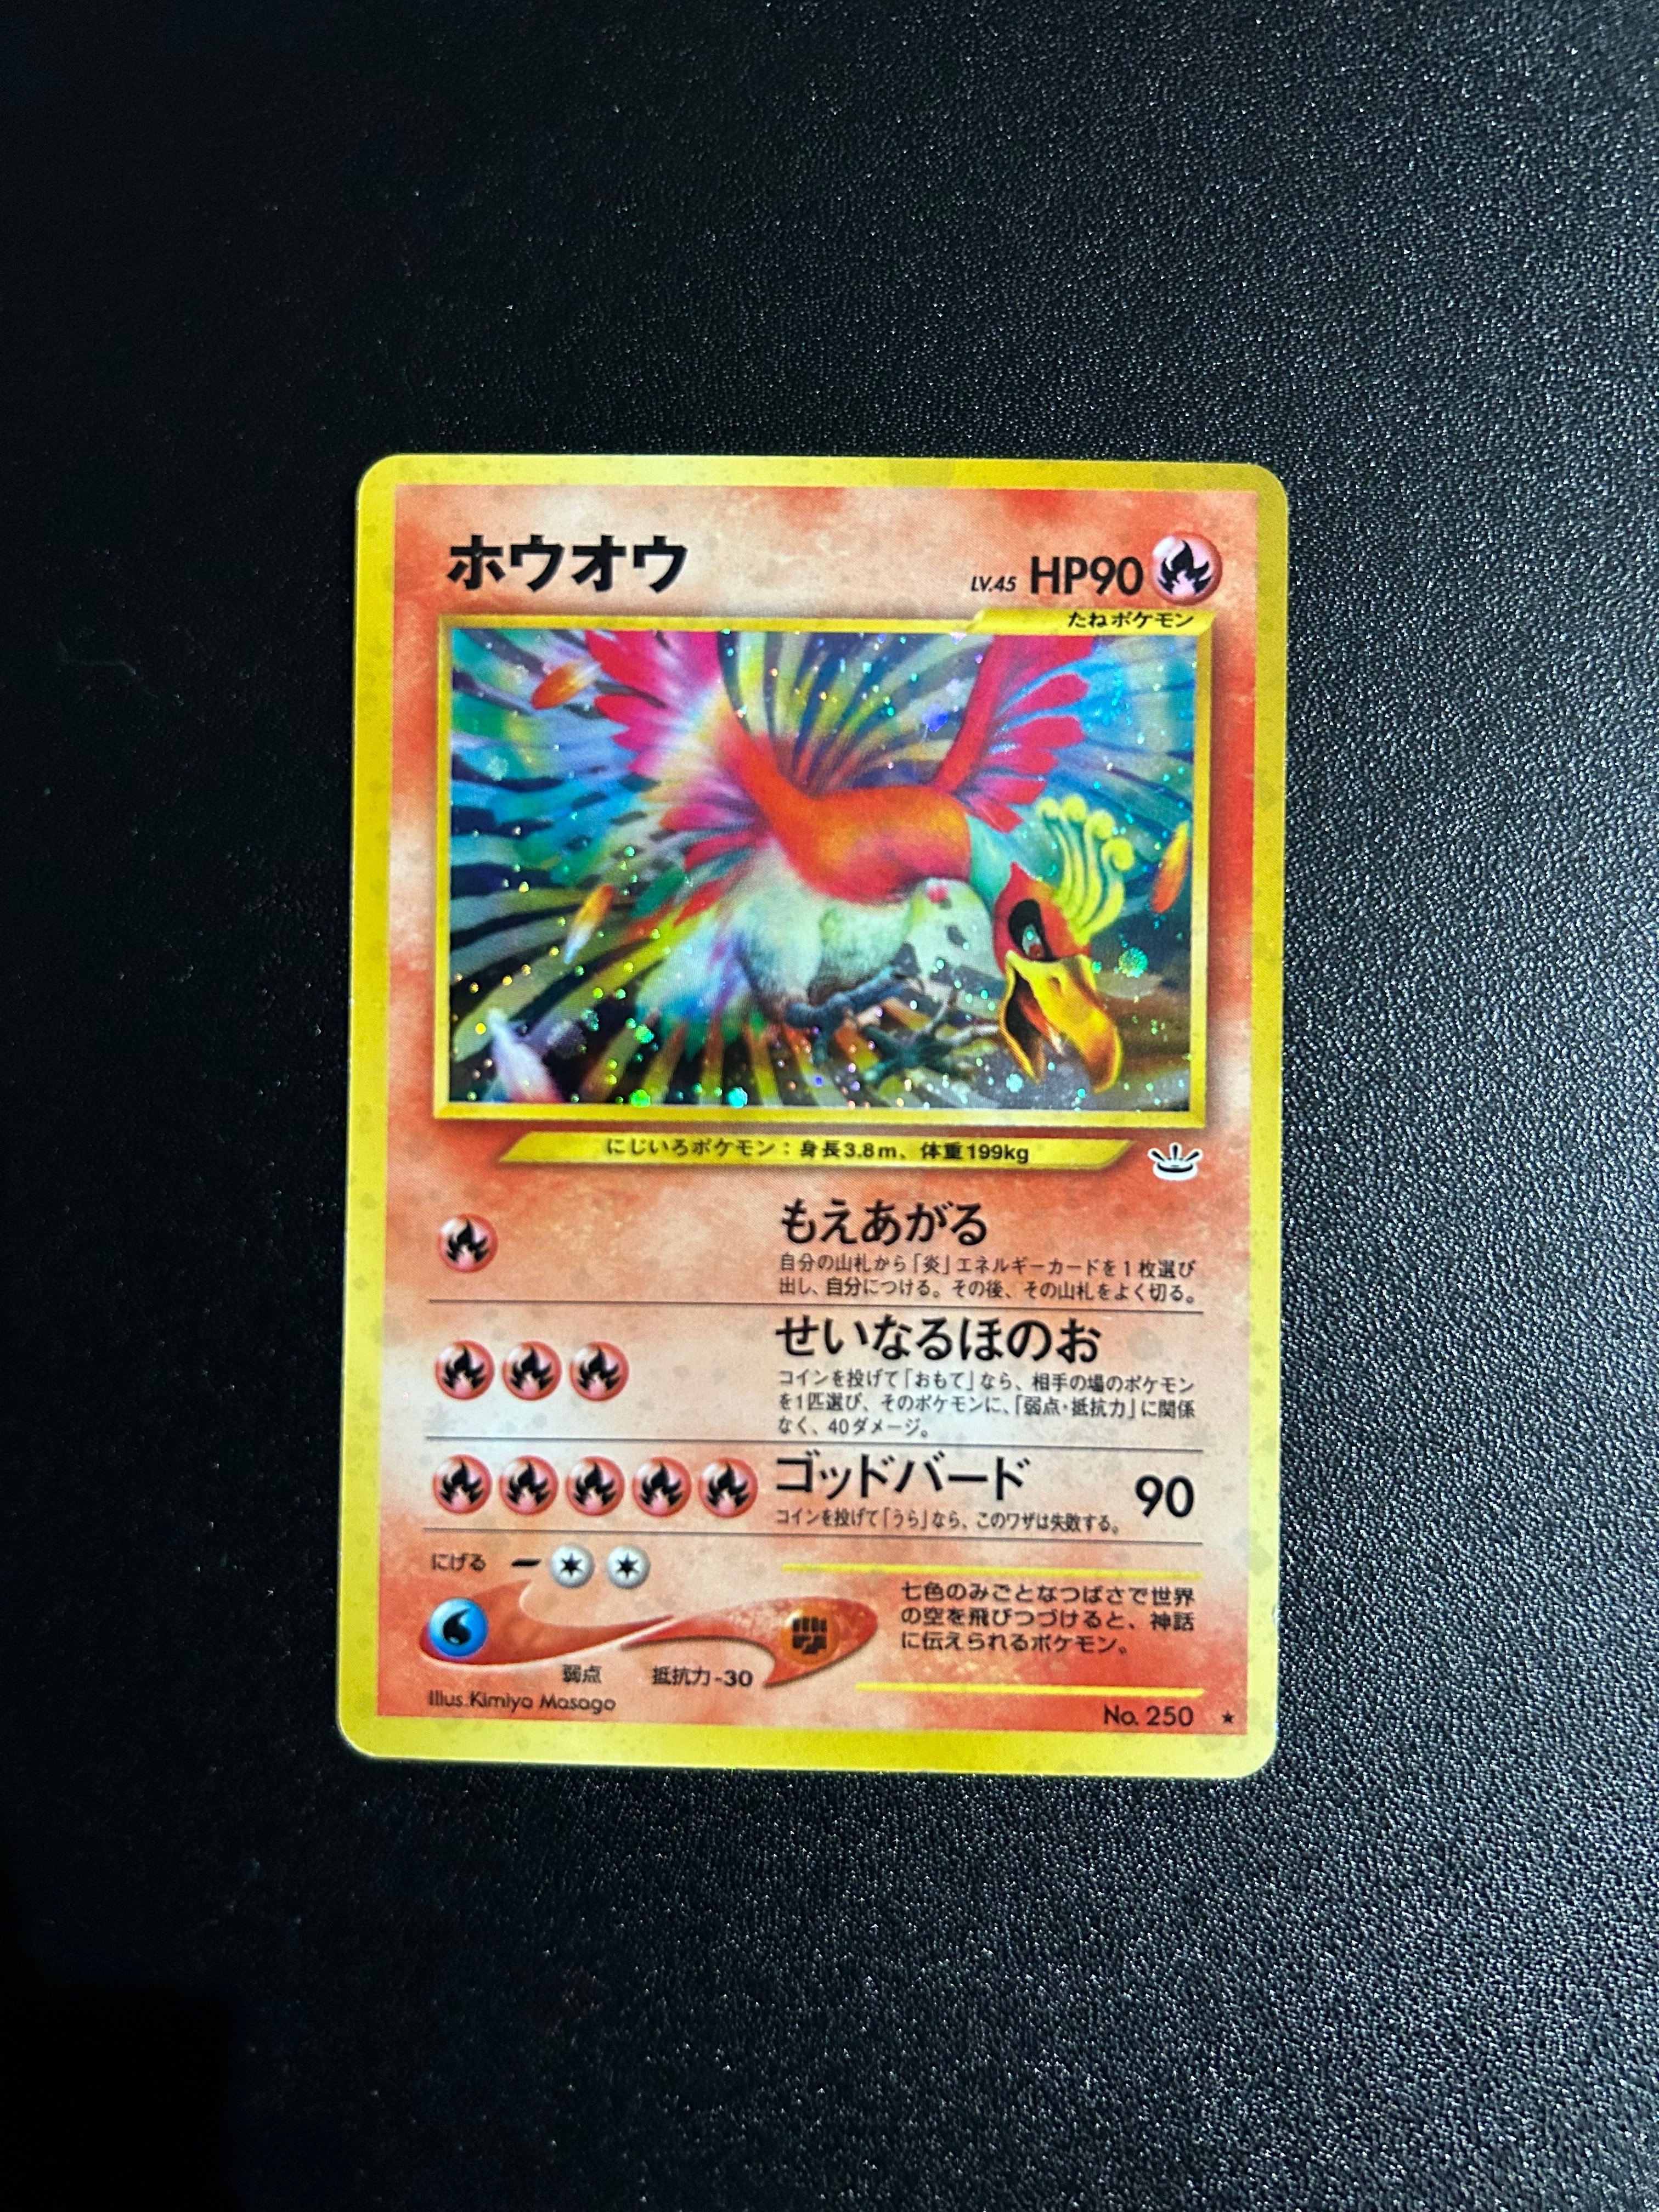 ホウオウ
LV.45 HP90
たねポケモン
にじいろポケモン：身長3.8m、体重199kg
もえあがる
自分の山札から「炎」エネルギーカードを1枚選び
出し、自分につける。その後、その山札をよく切る。
せいなるほのお
コインを投げて「おもて」なら、相手の場のポケモン
を1匹選び、そのポケモンに、「弱点・抵抗力」に関係
なく、40ダメージ。
ゴッドバード 90
コインを投げて「うら」なら、このワザは失敗する。
にげる
七色のみごとなつばさで世界
の空を飛びつづけると、神話
に伝えられるポケモン。
弱点 抵抗力-30
Illus.Kimiya Masago
No. 250 ★